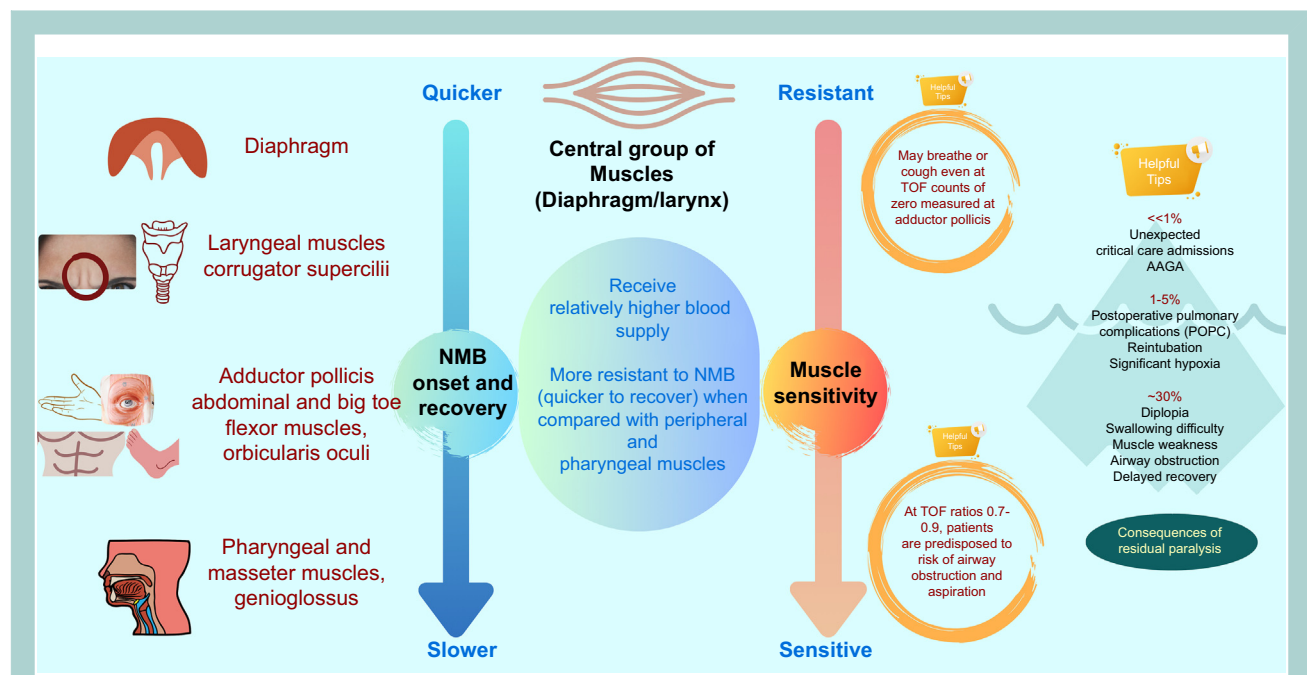 Quicker
Diaphragm
Laryngeal muscles
corrugator supercilii
Adductor pollicis
abdominal and big toe
flexor muscles,
orbicularis oculi
Pharyngeal and
masseter muscles,
genioglossus
NMB
onset and
recovery
Slower
Central group of
Muscles
(Diaphragm/larynx)
Receive
relatively higher blood
supply
More resistant to NMB
(quicker to recover) when
compared with peripheral
and
pharyngeal muscles
Resistant
Muscle
sensitivity
Sensitive
Helpful
Tips
May breathe or
cough even at
TOF counts of
zero measured at
adductor pollicis
Helpful
Tips
At TOF ratios 0.7-
0.9, patients
are predisposed to
risk of airway
obstruction and
aspiration
Helpful
Tips
<<1%
Unexpected
critical care admissions
AAGA
1-5%
Postoperative pulmonary
complications (POPC)
Reintubation
Significant hypoxia
~30%
Diplopia
Swallowing difficulty
Muscle weakness
Airway obstruction
Delayed recovery
Consequences of
residual paralysis